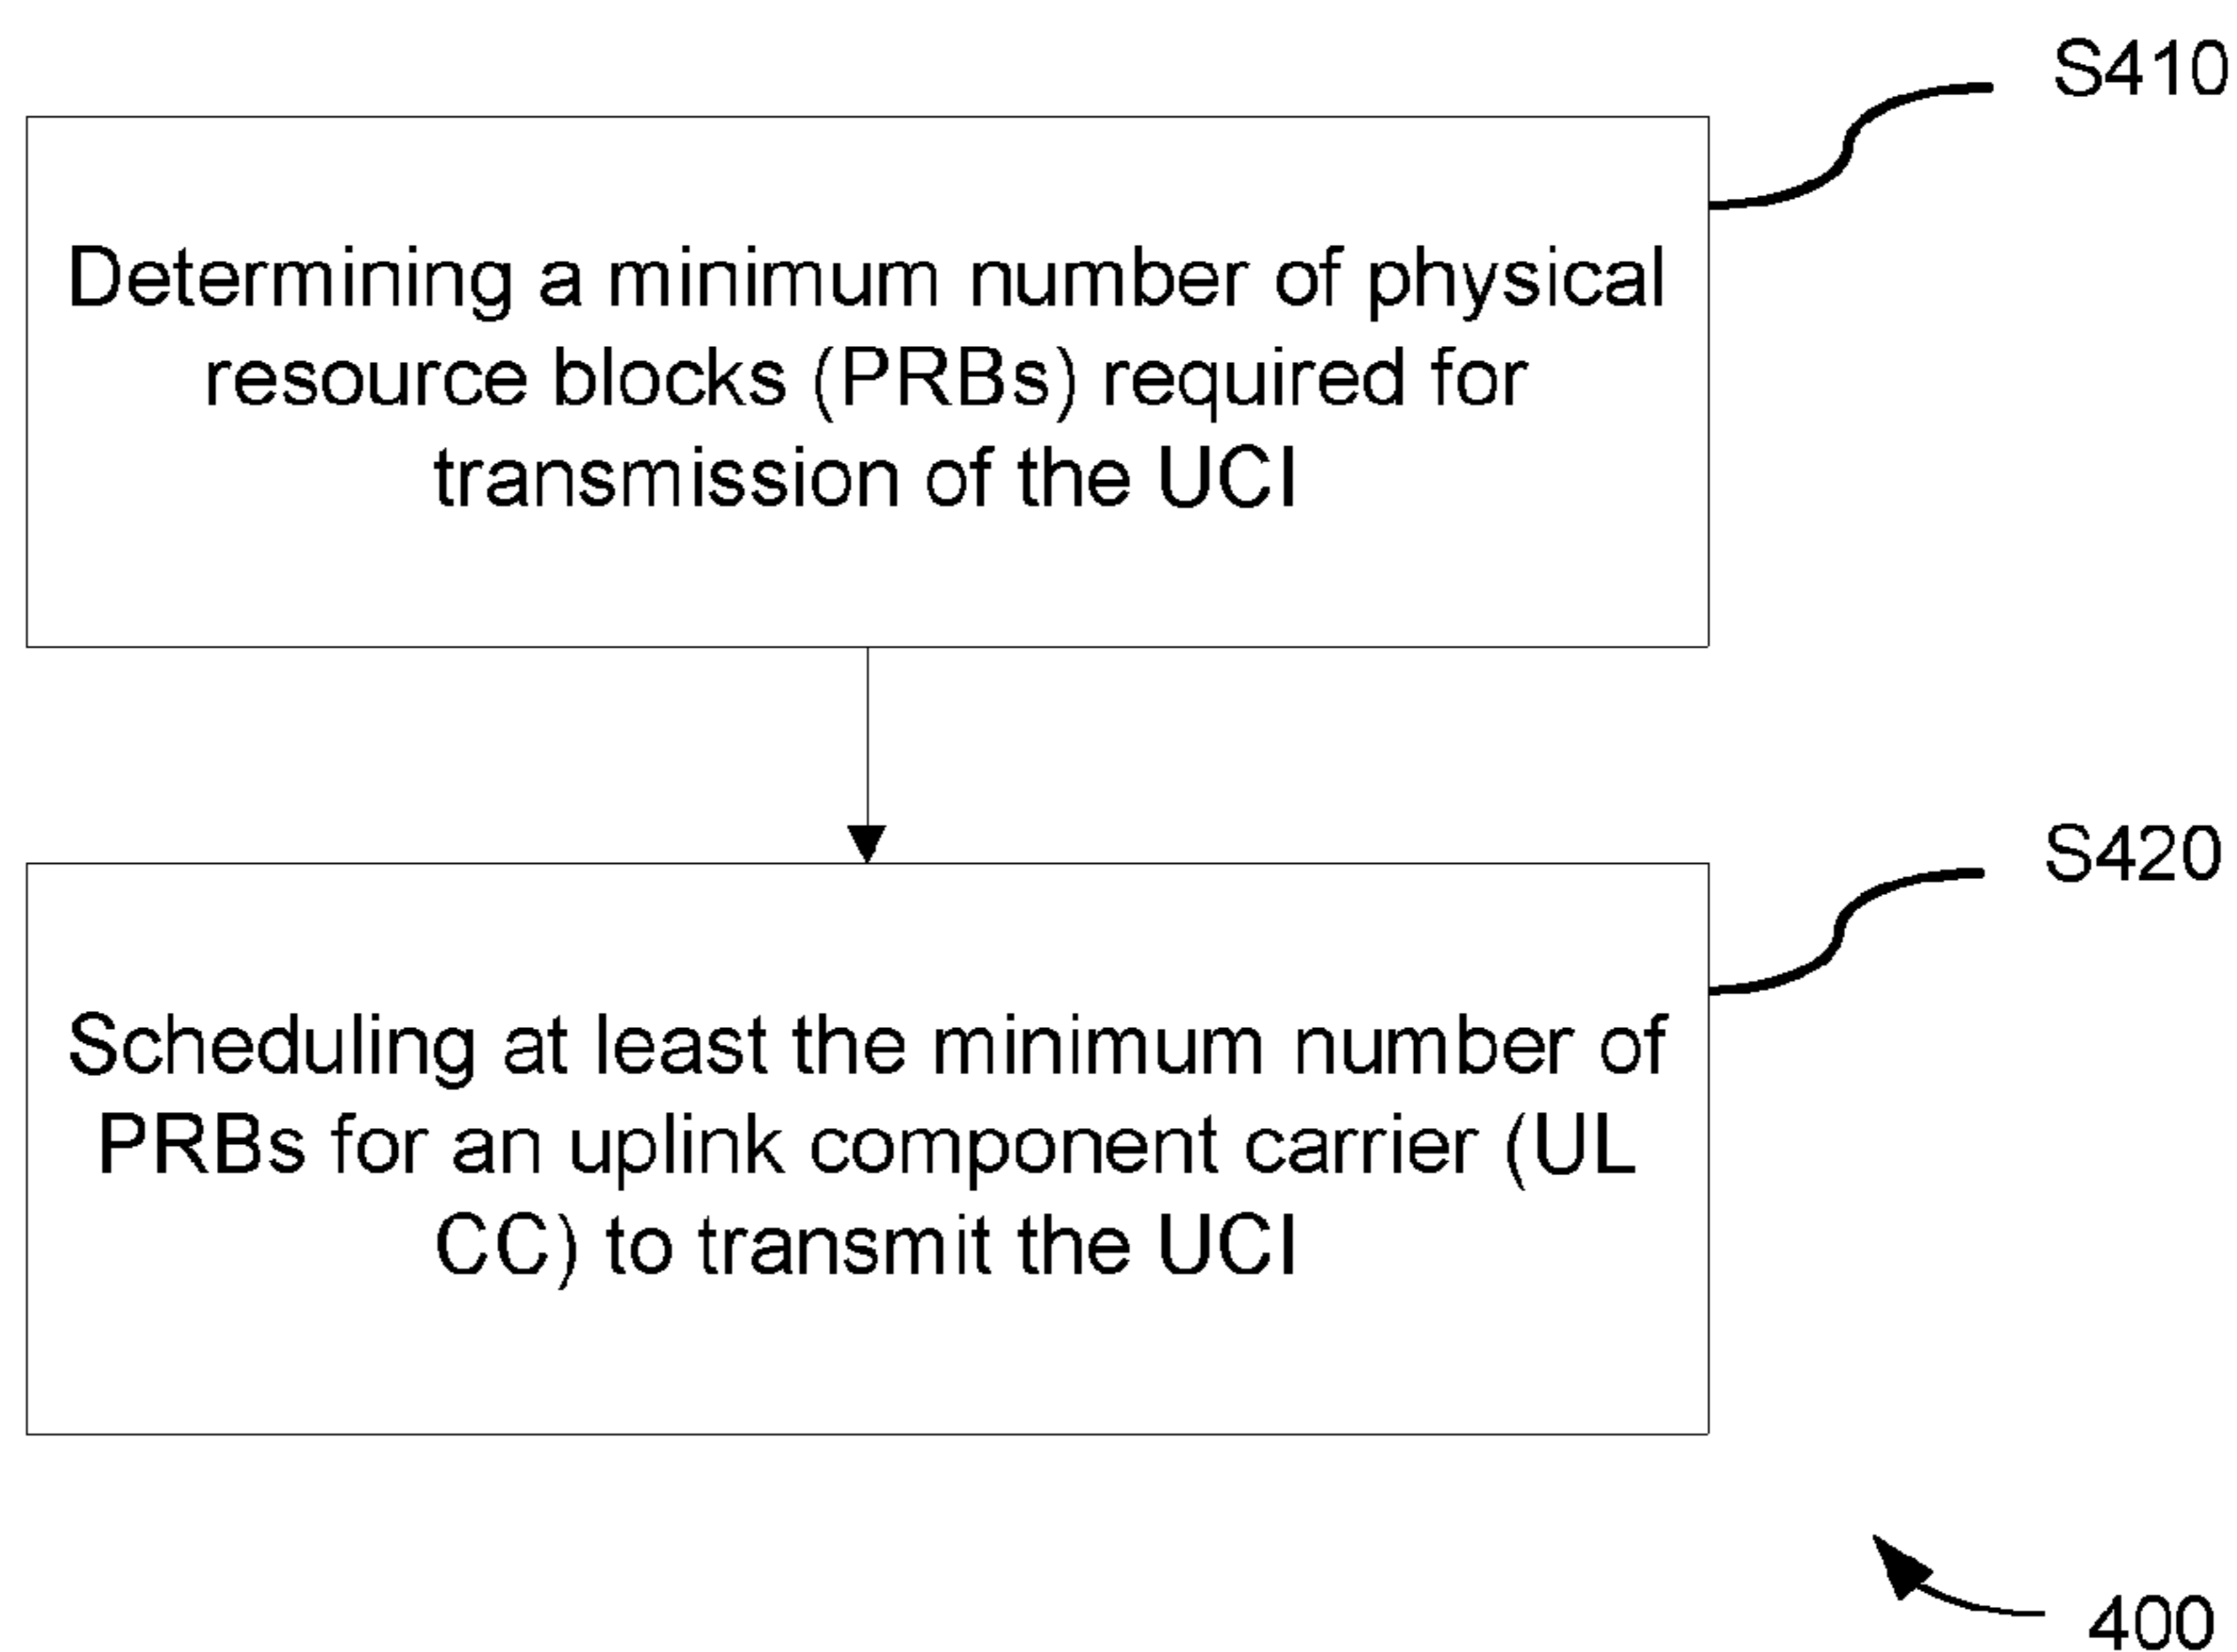 S410
Determining a minimum number of physical
resource blocks (PRBs) required for
transmission of the UCI
S420
Scheduling at least the minimum number of
PRBs for an uplink component carrier (UL
CC) to transmit the UCI
400